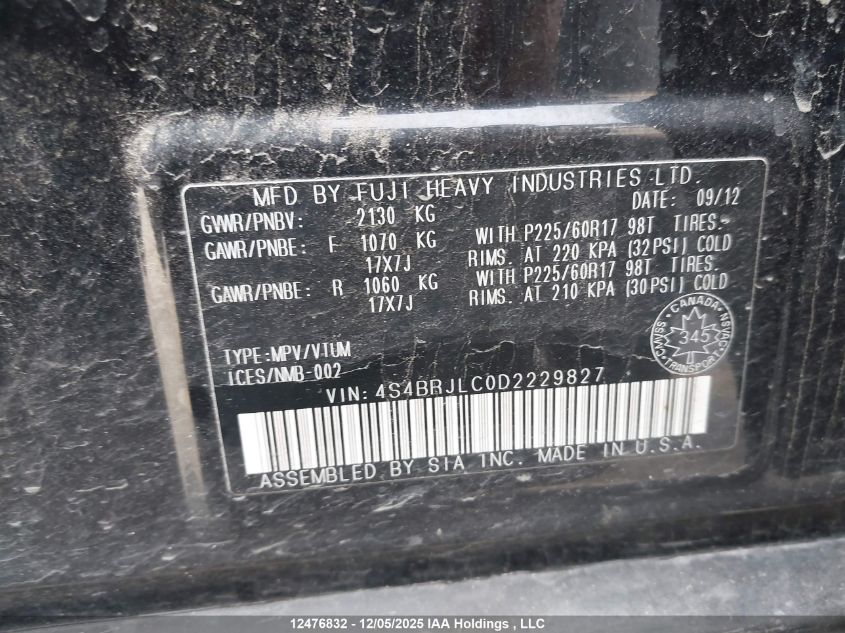 MFD BY FUJI HEAVY INDUSTRIES LTD.
DATE: 09/12
GVWR/PNBV: 2130 KG
GAWR/PNBE: F 1070 KG WITH P225/60R17 98T TIRES.
17X7J RIMS. AT 220 KPA (32PSI) COLD
GAWR/PNBE: R 1060 KG WITH P225/60R17 98T TIRES.
17X7J RIMS. AT 210 KPA (30PSI) COLD
CANADA
CMVSS 345 NSVAC
TRANSPORT
TYPE:MPV/VTUM
ICES/NMB-002
VIN: 4S4BRJLC0D2229827
ASSEMBLED BY SIA INC. MADE IN U.S.A.
12476832 - 12/05/2025 IAA Holdings , LLC